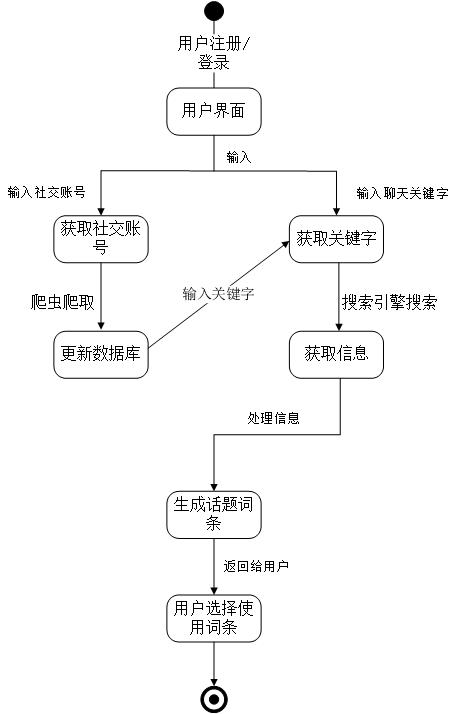 用户注册/
登录
用户界面
输入
输入社交账号
输入聊天关键字
获取社交账
号
获取关键字
爬虫爬取
输入关键字
搜索引擎搜索
更新数据库
获取信息
处理信息
生成话题词
条
返回给用户
用户选择使
用词条